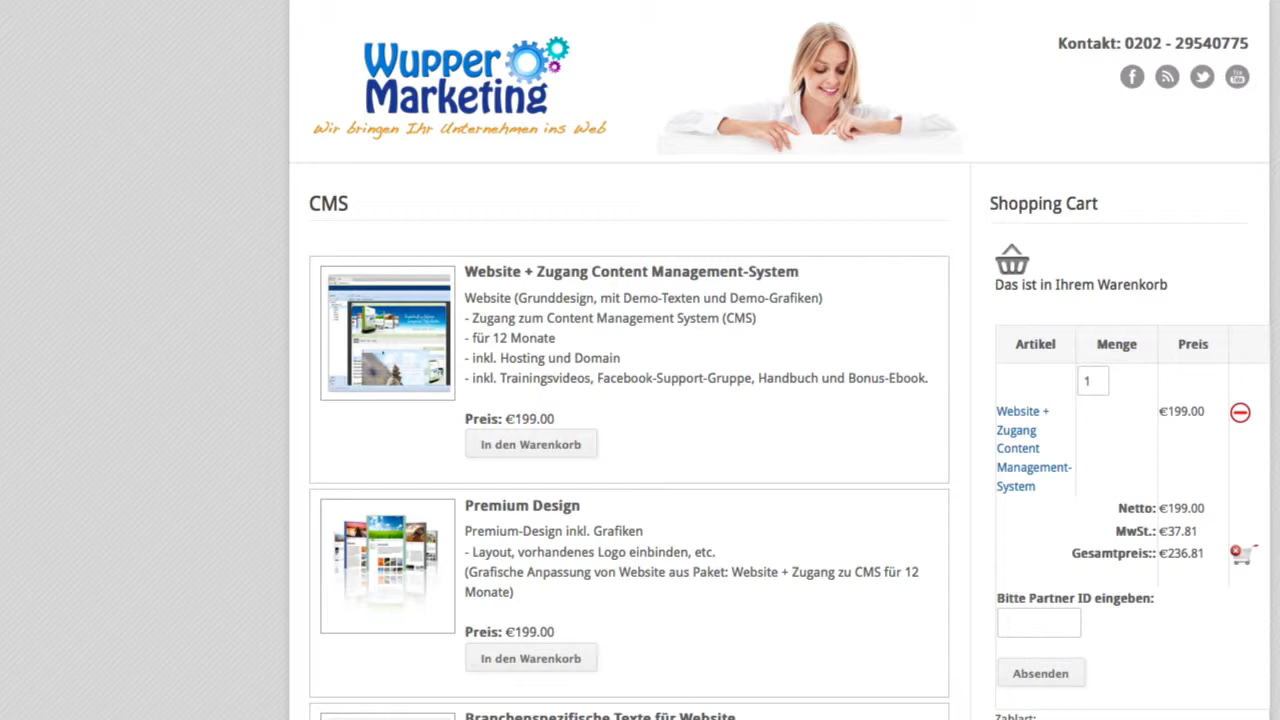 Wupper
Marketing
Wir bringen Ihr Unternehmen ins Web
Kontakt: 0202 - 29540775
CMS
Website + Zugang Content Management-System
Website (Grunddesign, mit Demo-Texten und Demo-Grafiken)
- Zugang zum Content Management System (CMS)
- für 12 Monate
- inkl. Hosting und Domain
- inkl. Trainingsvideos, Facebook-Support-Gruppe, Handbuch und Bonus-Ebook.
Preis: €199.00
In den Warenkorb
Premium Design
Premium-Design inkl. Grafiken
- Layout, vorhandenes Logo einbinden, etc.
(Grafische Anpassung von Website aus Paket: Website + Zugang zu CMS für 12
Monate)
Preis: €199.00
In den Warenkorb
Branchenspezifische Texte für Website
Shopping Cart
Das ist in Ihrem Warenkorb
Artikel Menge Preis
1
Website + €199.00
Zugang
Content
Management-
System
Netto: €199.00
MwSt.: €37.81
Gesamtpreis:: €236.81
Bitte Partner ID eingeben:
Absenden
Zahlart: